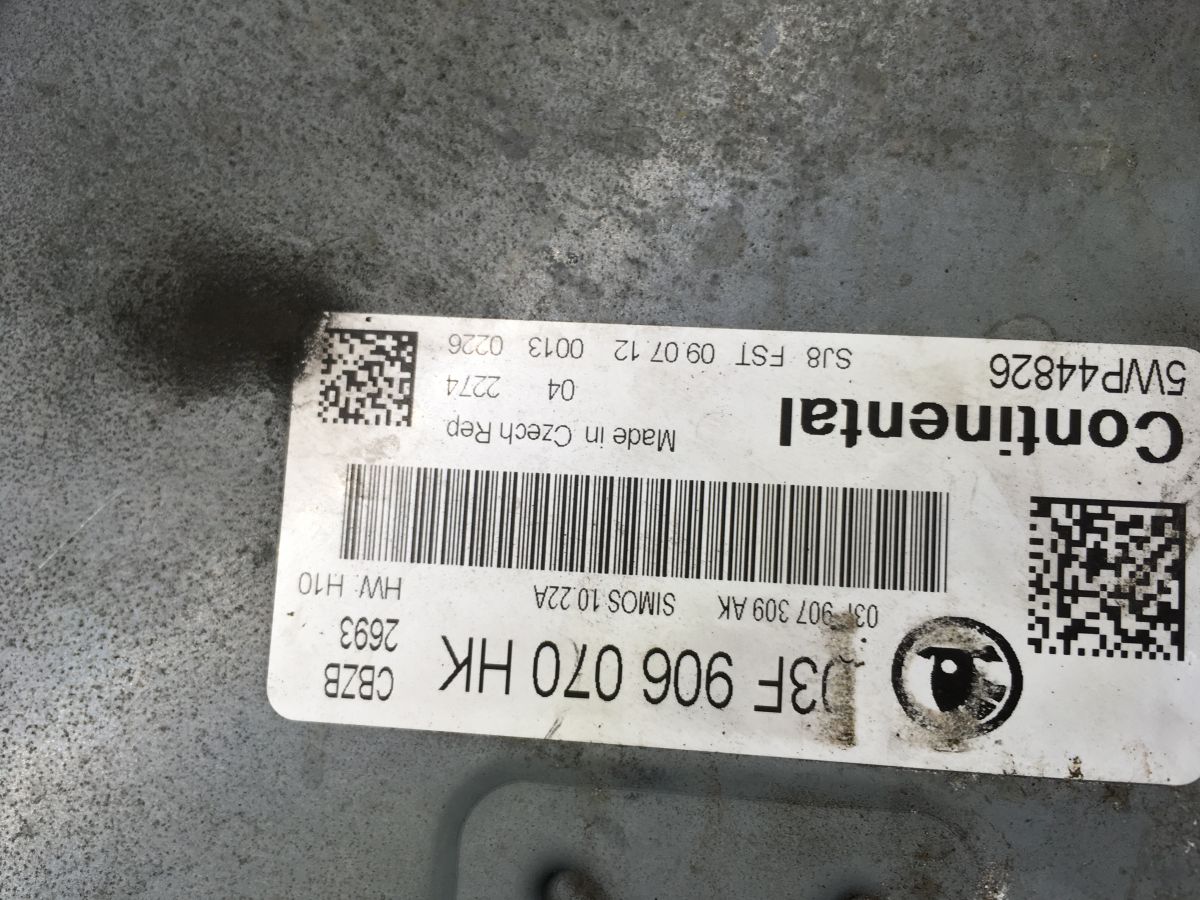 03F 906 070 HK
CBZB
2693
03F 907 309 AK SIMOS 10.22A
HW: H10
Continental
Made in Czech Rep
04 2274
5WP44826
SJ8 FST 09.07.12 0013 0226